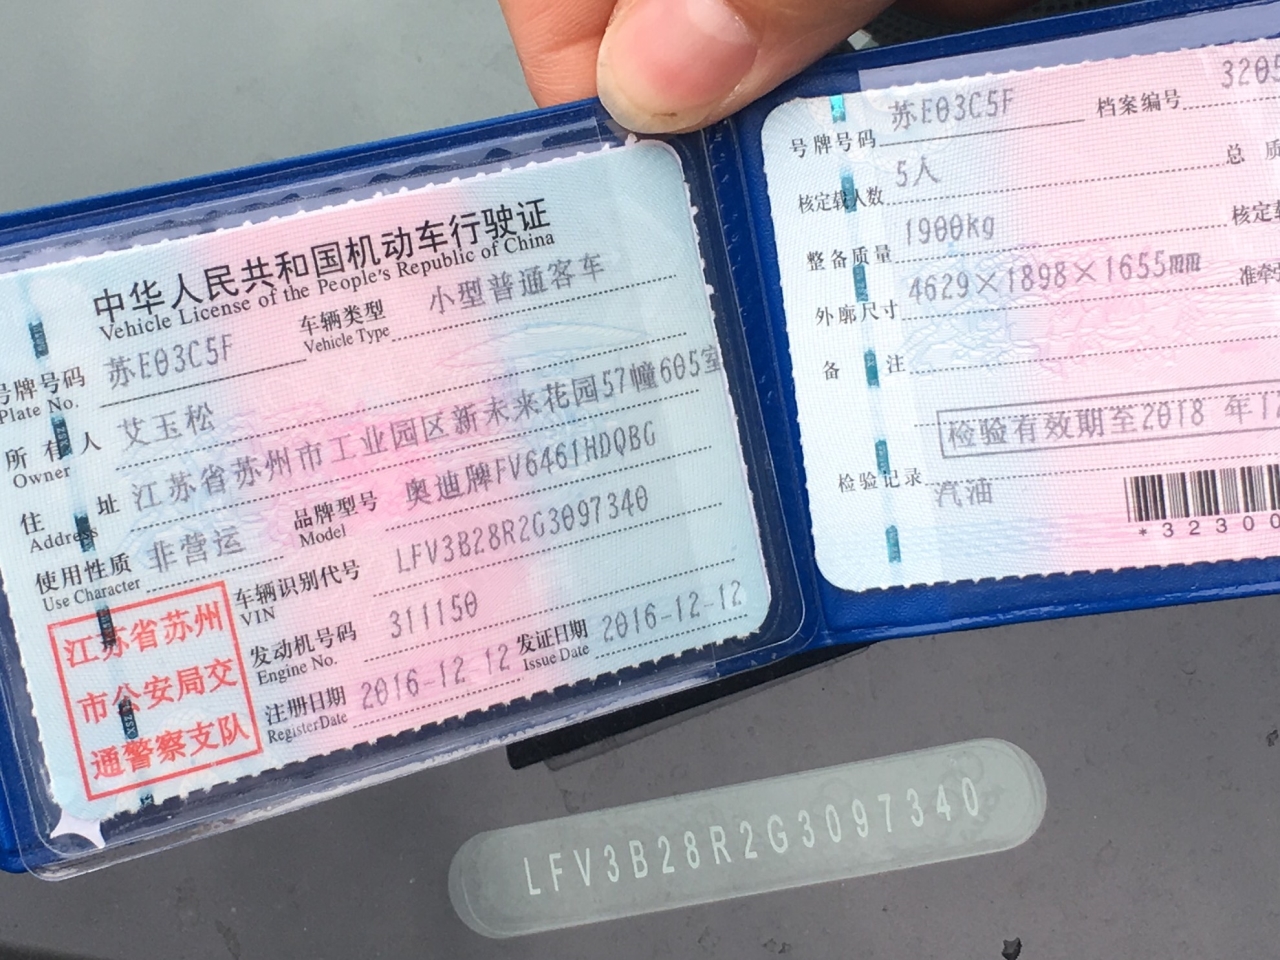 中华人民共和国机动车行驶证
Vehicle License of the People's Republic of China
号牌号码 苏E03C5F 车辆类型 小型普通客车
Plate No. Vehicle Type
所有人 艾玉松
Owner
住址 江苏省苏州市工业园区新未来花园57幢605室
Address
使用性质 非营运 品牌型号 奥迪牌FV6461HDQBG
Use Character Model
车辆识别代号 LFV3B28R2G3097340
VIN
发动机号码 311150
Engine No.
注册日期 2016-12-12 发证日期 2016-12-12
Register Date Issue Date
江苏省苏州
市公安局交
通警察支队
号牌号码 苏E03C5F 档案编号 3205
核定载人数 5人 总 质
整备质量 1900kg 核定载
外廓尺寸 4629×1898×1655mm 准牵
备注
检验有效期至2018 年12
检验记录 汽油
*32300
LFV3B28R2G3097340